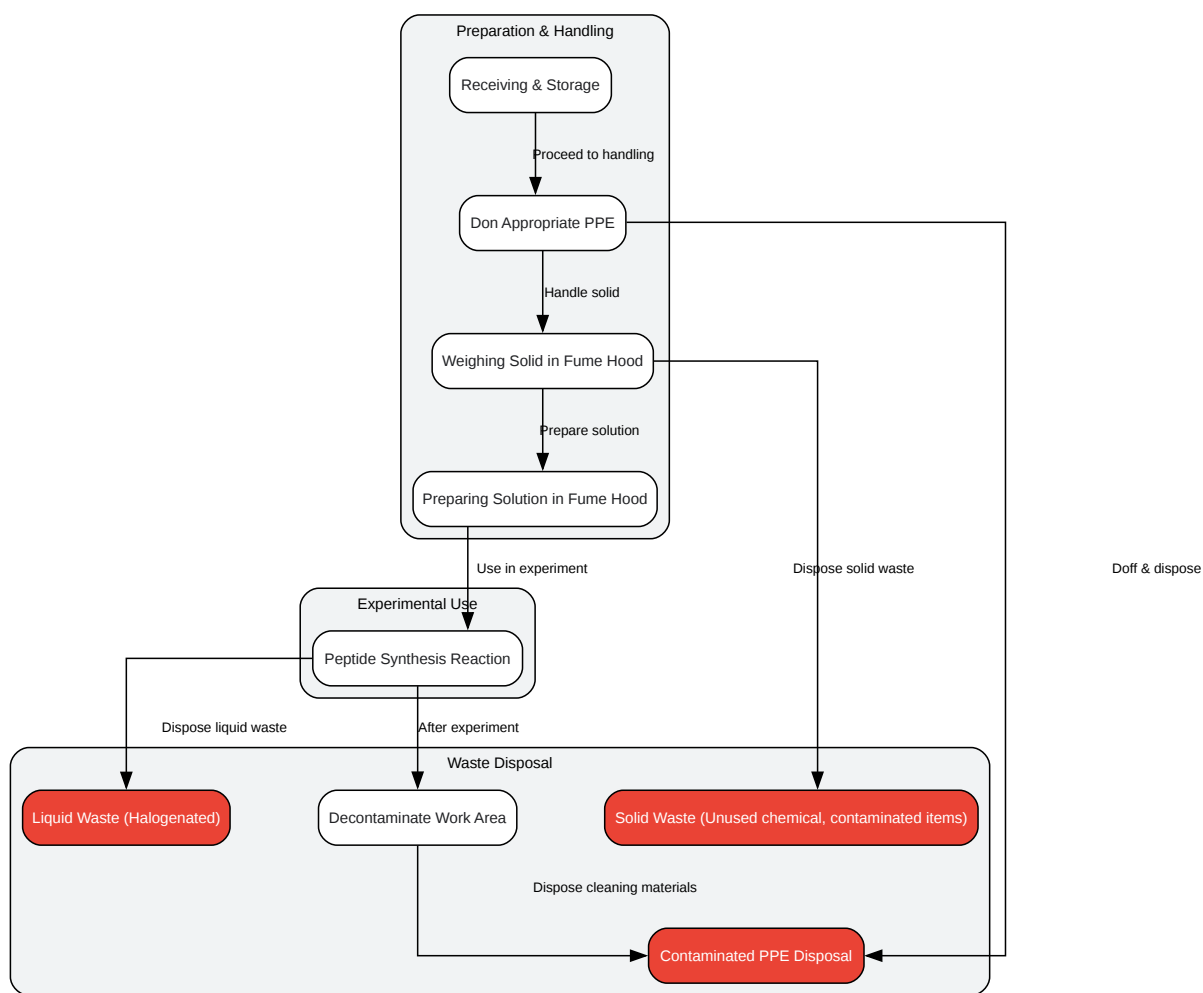 Preparation & Handling
Receiving & Storage
Proceed to handling
Don Appropriate PPE
Handle solid
Weighing Solid in Fume Hood
Prepare solution
Preparing Solution in Fume Hood
Use in experiment
Dispose solid waste
Doff & dispose
Experimental Use
Peptide Synthesis Reaction
Dispose liquid waste
After experiment
Waste Disposal
Liquid Waste (Halogenated)
Decontaminate Work Area
Solid Waste (Unused chemical, contaminated items)
Dispose cleaning materials
Contaminated PPE Disposal